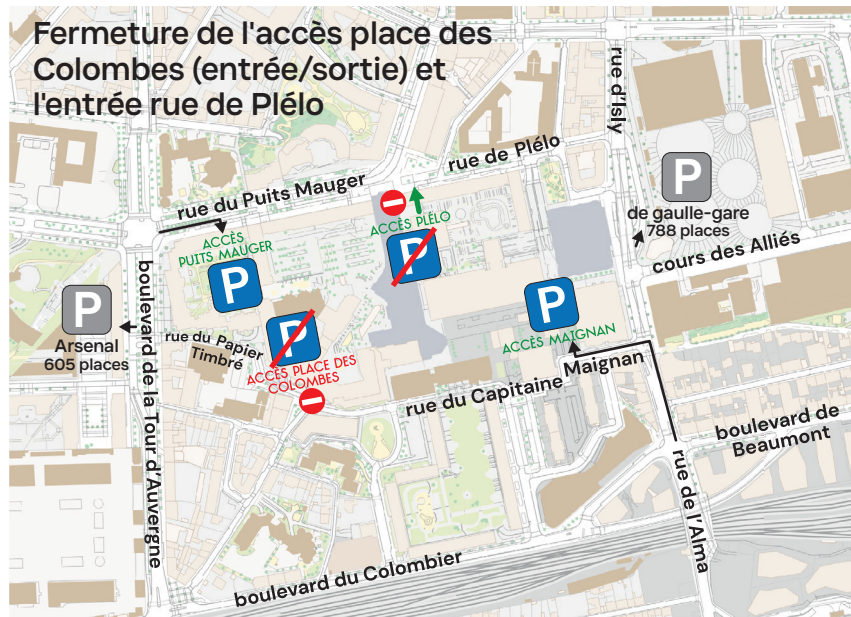 Fermeture de l'accès place des
Colombes (entrée/sortie) et
l'entrée rue de Plélo
rue d'Isly
rue de Plélo
rue du Puits Mauger
P
de gaulle-gare
788 places
ACCÈS PLÉLO
P
ACCÈS
PUITS MAUGER
P
cours des Alliés
P
Arsenal
605 places
boulevard de la Tour d'Auvergne
rue du Papier
Timbré
P
ACCÈS PLACE DES
COLOMBES
P
ACCÈS MAIGNAN
rue du Capitaine Maignan
boulevard de
Beaumont
rue de l'Alma
boulevard du Colombier